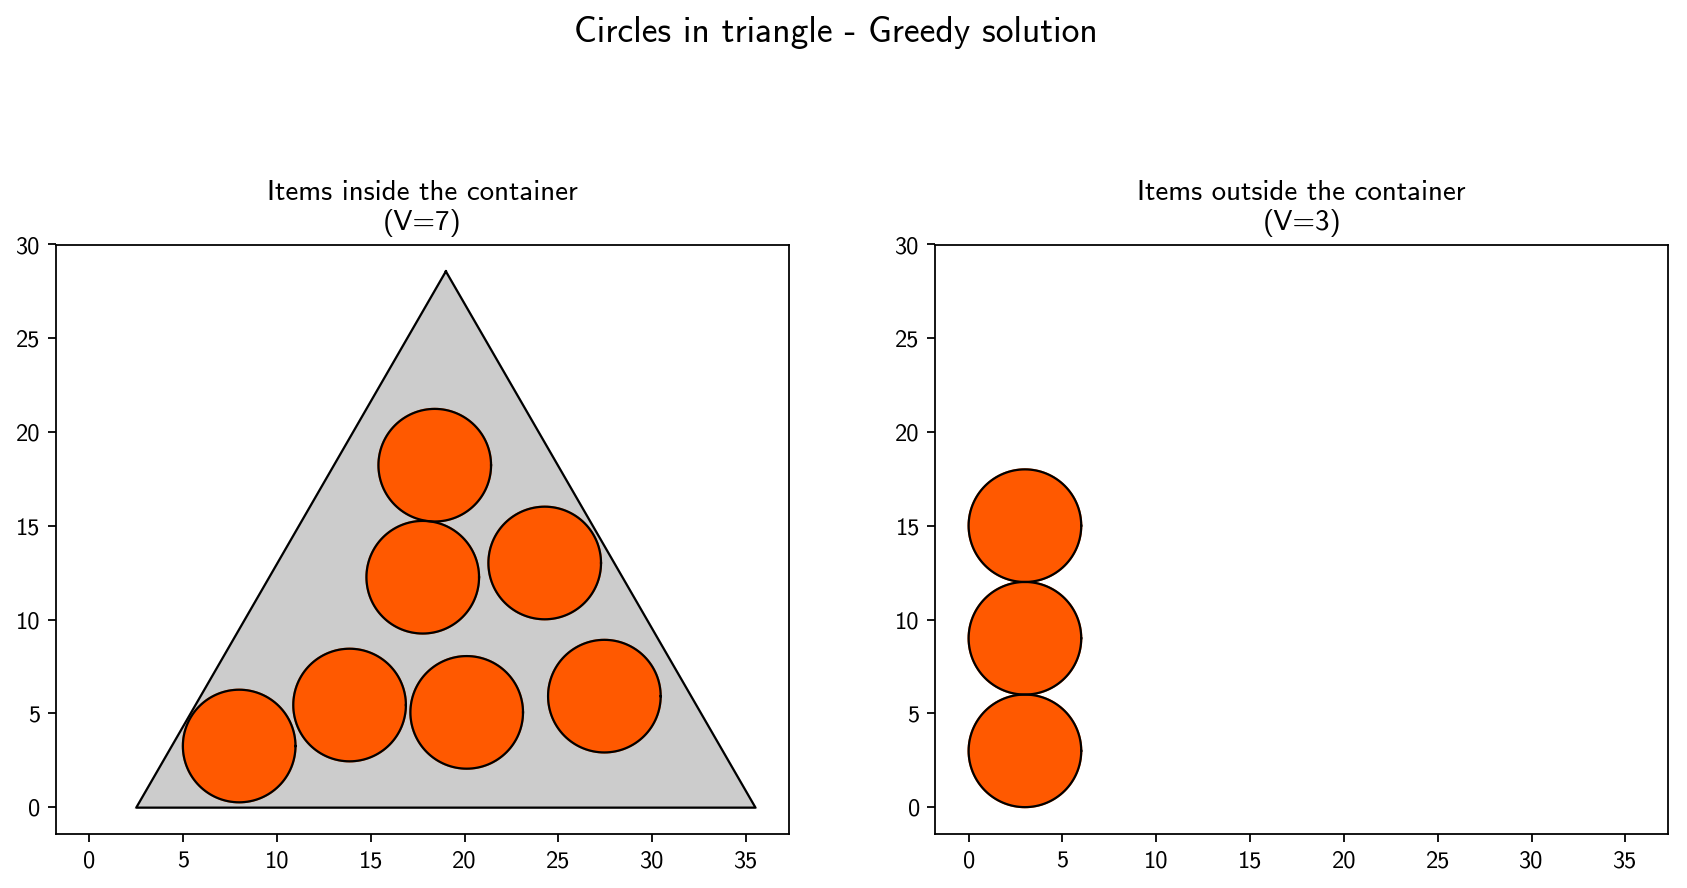 Circles in triangle - Greedy solution
Items inside the container
(V=7)
30
25
20
15
10
5
0
0 5 10 15 20 25 30 35
Items outside the container
(V=3)
30
25
20
15
10
5
0
0 5 10 15 20 25 30 35